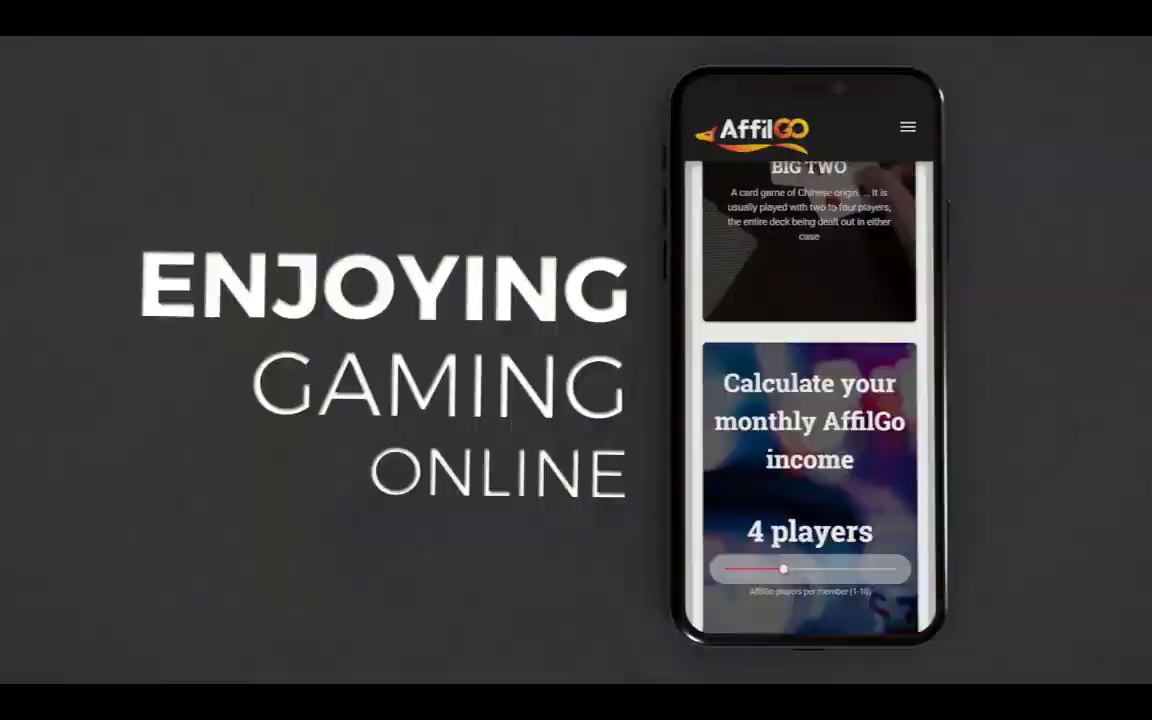 ENJOYING
GAMING
ONLINE
AffilGO
BIG TWO
A card game of Chinese origin. ... It is
usually played with two to four players,
the entire deck being dealt out in either
case
Calculate your
monthly AffilGo
income
4 players
AffilGo players per member (1-10)